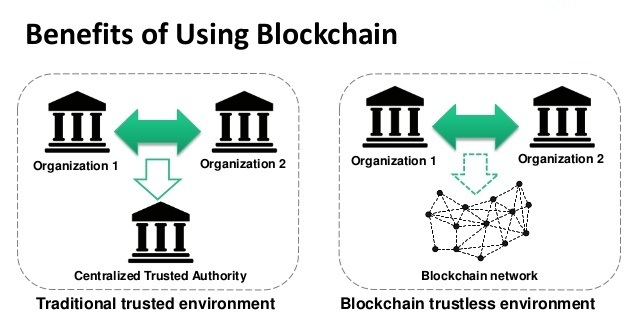 Benefits of Using Blockchain
Organization 1
Organization 2
Centralized Trusted Authority
Traditional trusted environment
Organization 1
Organization 2
Blockchain network
Blockchain trustless environment